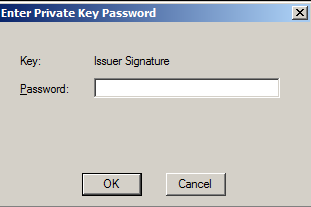 Enter Private Key Password
Key: Issuer Signature
Password:
OK Cancel